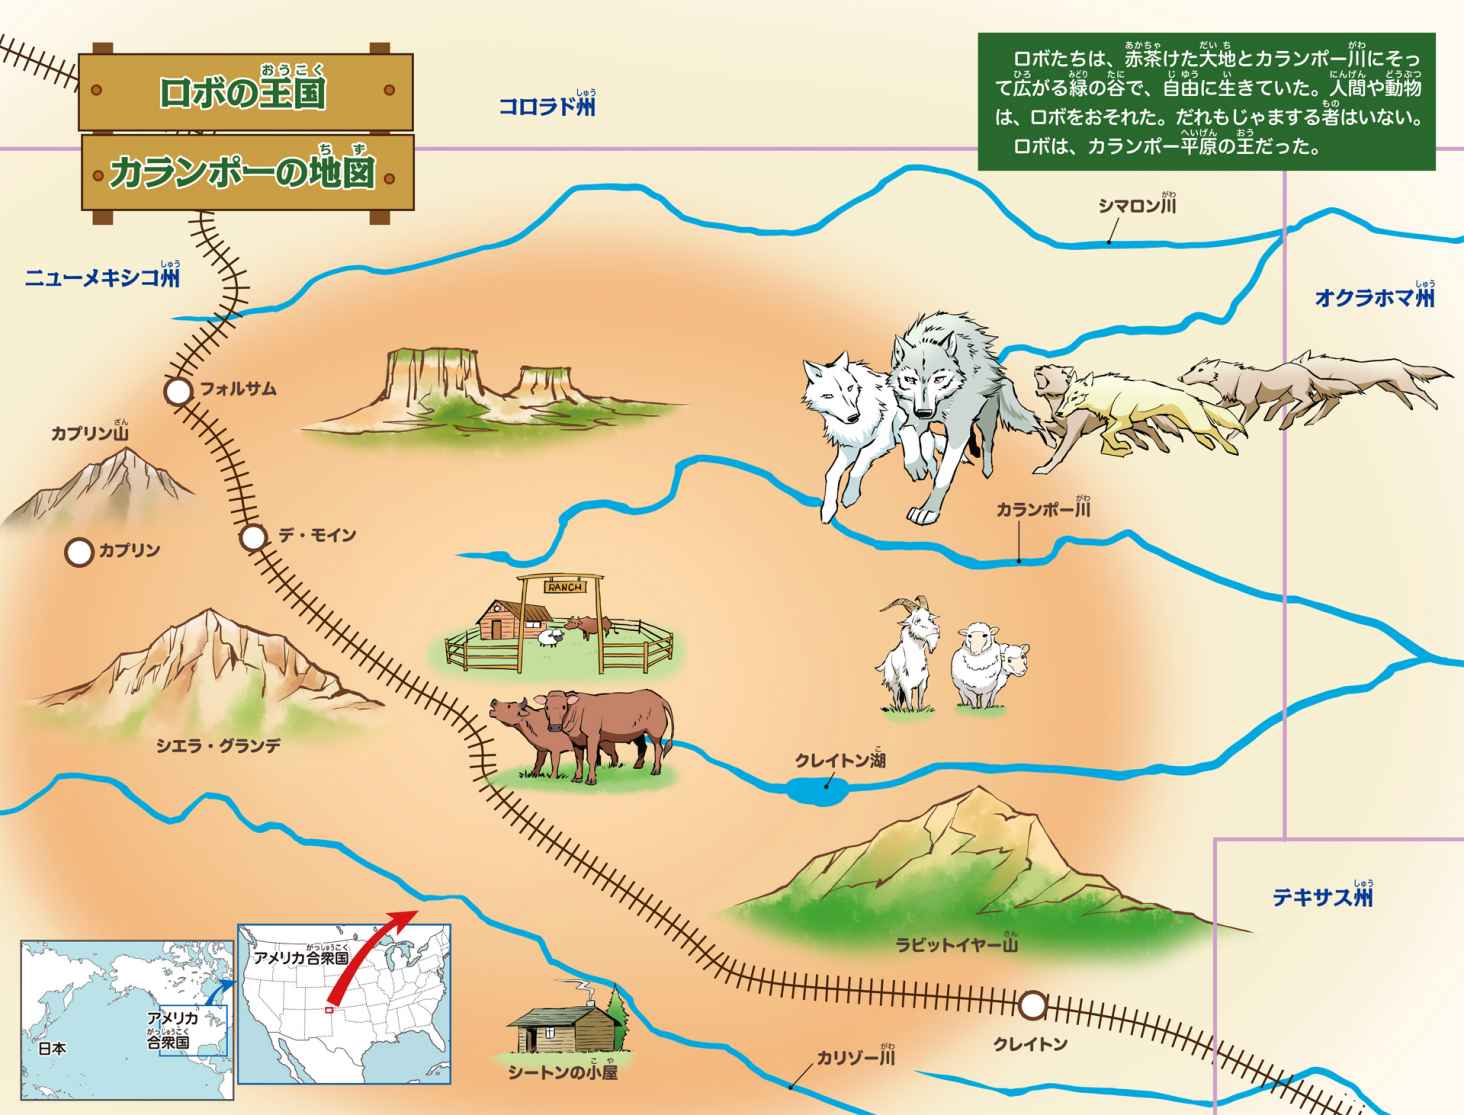 ロボの王国
カランポーの地図
コロラド州
ロボたちは、赤茶けた大地とカランポー川にそっ
て広がる緑の谷で、自由に生きていた。人間や動物
は、ロボをおそれた。だれもじゃまする者はいない。
ロボは、カランポー平原の王だった。
シマロン川
ニューメキシコ州
オクラホマ州
フォルサム
カプリン山
カプリン
デ・モイン
カランポー川
RANCH
シエラ・グランデ
クレイトン湖
テキサス州
ラビットイヤー山
アメリカ合衆国
アメリカ
合衆国
日本
シートンの小屋
カリゾー川
クレイトン